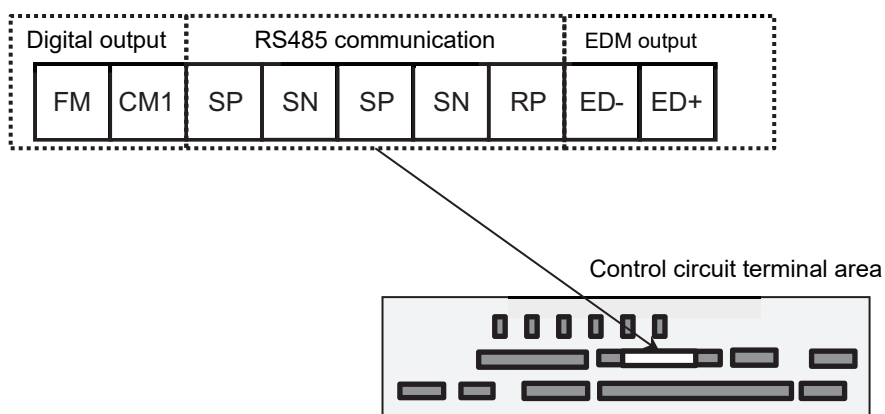 Digital output RS485 communication EDM output
FM CM1 SP SN SP SN RP ED- ED+
Control circuit terminal area